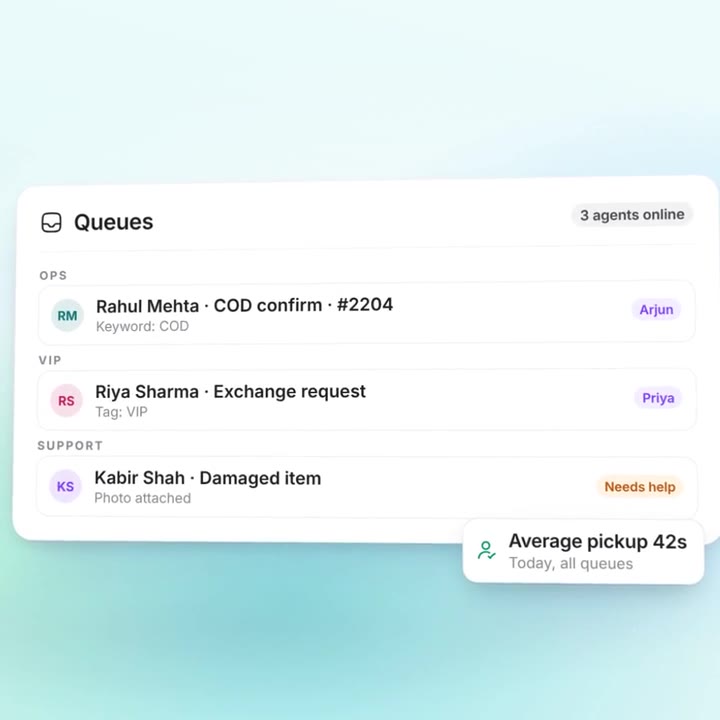 Queues
3 agents online
OPS
RM
Rahul Mehta · COD confirm · #2204
Keyword: COD
Arjun
VIP
RS
Riya Sharma · Exchange request
Tag: VIP
Priya
SUPPORT
KS
Kabir Shah · Damaged item
Photo attached
Needs help
Average pickup 42s
Today, all queues